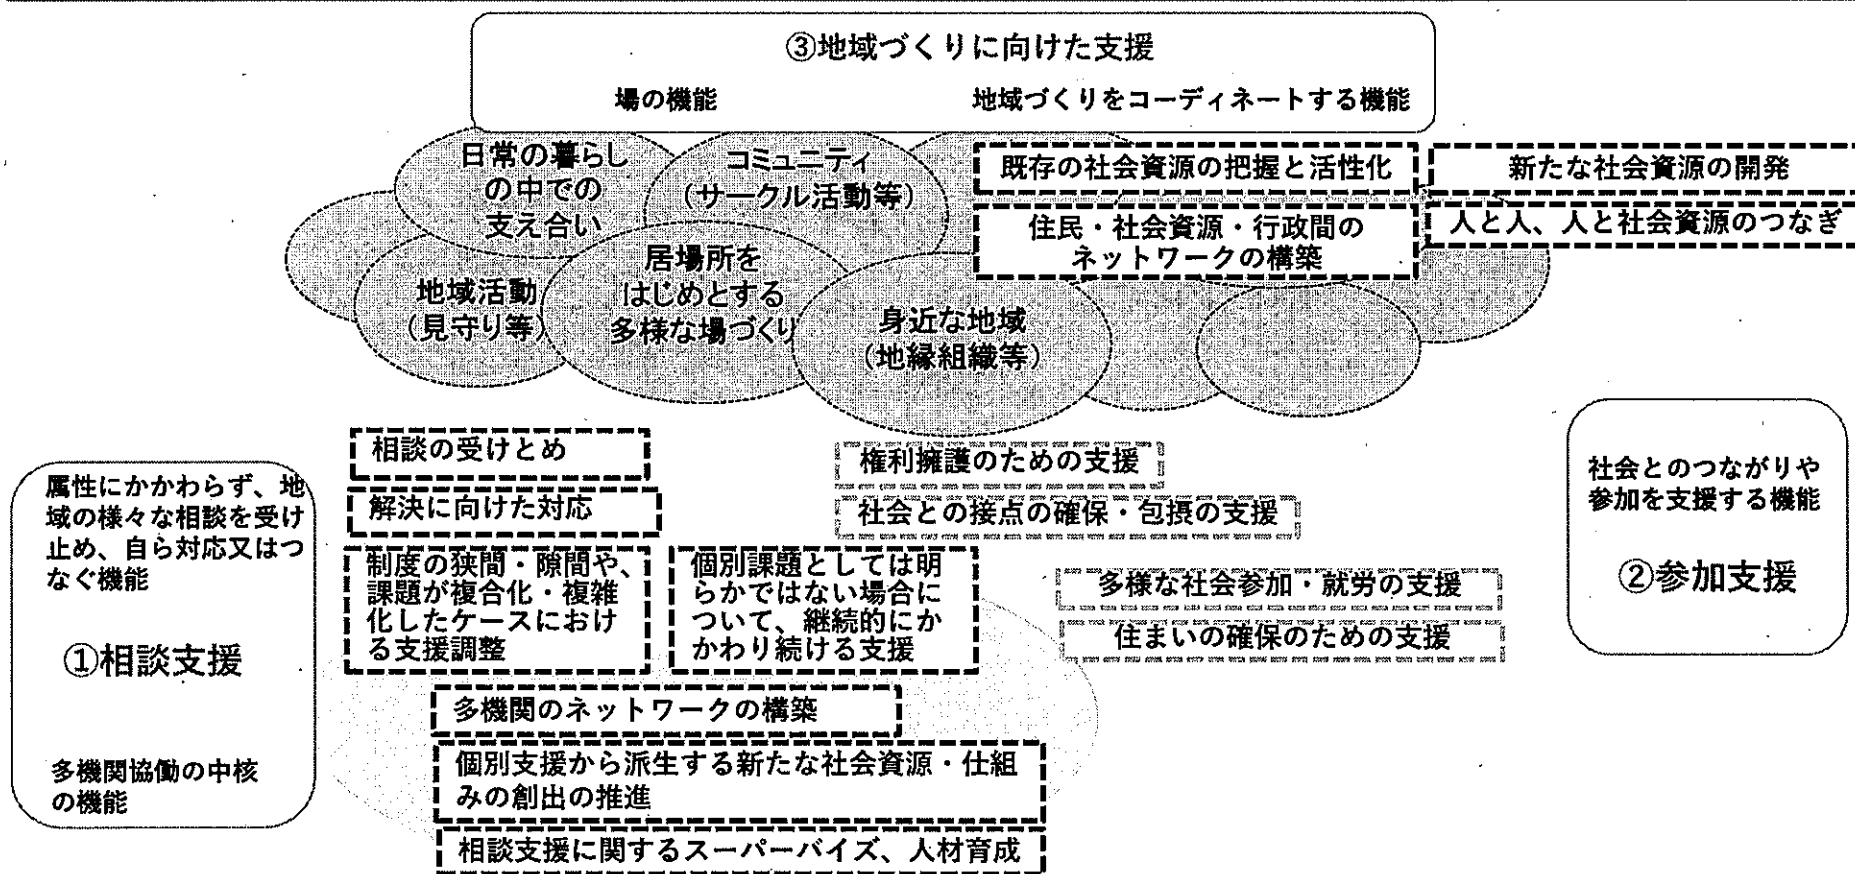 ③地域づくりに向けた支援
場の機能
地域づくりをコーディネートする機能
日常の暮らし
の中での
支え合い
コミュニティ
(サークル活動等)
既存の社会資源の把握と活性化
新たな社会資源の開発
住民・社会資源・行政間の
ネットワークの構築
人と人、人と社会資源のつなぎ
地域活動
(見守り等)
居場所を
はじめとする
多様な場づくり
身近な地域
(地縁組織等)
属性にかかわらず、地
域の様々な相談を受け
止め、自ら対応又はつ
なぐ機能
①相談支援
多機関協働の中核
の機能
相談の受けとめ
解決に向けた対応
制度の狭間・隙間や、
課題が複合化・複雑
化したケースにおけ
る支援調整
個別課題としては明
らかではない場合に
ついて、継続的にか
かわり続ける支援
多機関のネットワークの構築
個別支援から派生する新たな社会資源・仕組
みの創出の推進
相談支援に関するスーパーバイズ、人材育成
権利擁護のための支援
社会との接点の確保・包摂の支援
多様な社会参加・就労の支援
住まいの確保のための支援
社会とのつながりや
参加を支援する機能
②参加支援